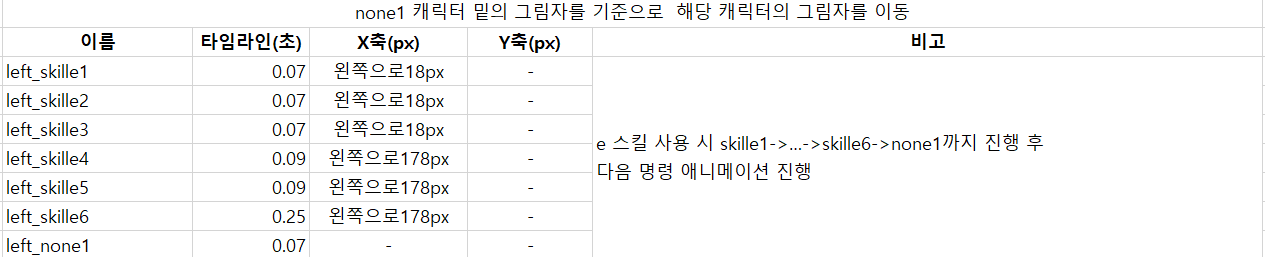 none1 캐릭터 밑의 그림자를 기준으로  해당 캐릭터의 그림자를 이동
이름 타임라인(초) X축(px) Y축(px) 비고
left_skille1 0.07 왼쪽으로18px -
left_skille2 0.07 왼쪽으로18px -
left_skille3 0.07 왼쪽으로18px -
left_skille4 0.09 왼쪽으로178px -
left_skille5 0.09 왼쪽으로178px -
left_skille6 0.25 왼쪽으로178px -
left_none1 0.07 - -
e 스킬 사용 시 skille1->...->skille6->none1까지 진행 후
다음 명령 애니메이션 진행